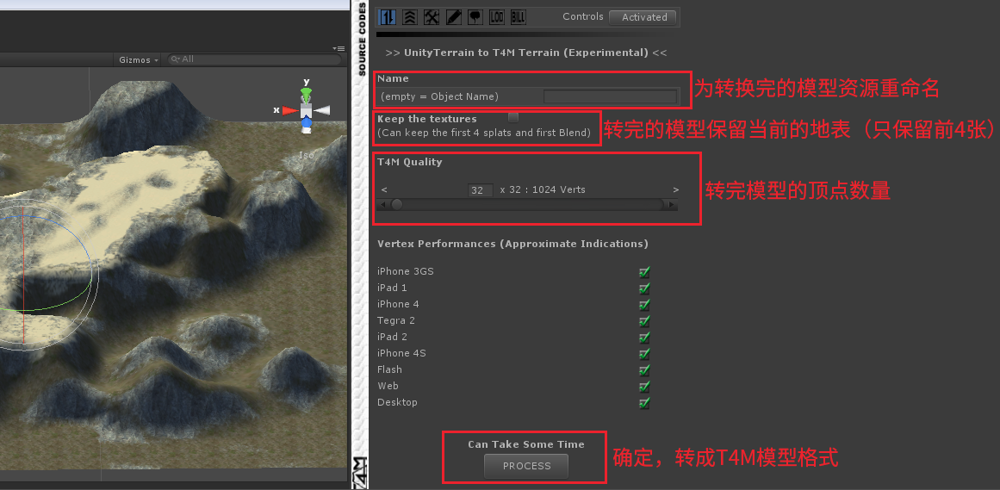 Gizmos
All
y
x
Iso
SOURCE CODES
T4M
LOD
BILL
Controls
Activated
>> UnityTerrain to T4M Terrain (Experimental) <<
Name
(empty = Object Name)
为转换完的模型资源重命名
Keep the textures
(Can keep the first 4 splats and first Blend)
转完的模型保留当前的地表（只保留前4张）
T4M Quality
< 32 x 32 : 1024 Verts >
转完模型的顶点数量
Vertex Performances (Approximate Indications)
iPhone 3GS
iPad 1
iPhone 4
Tegra 2
iPad 2
iPhone 4S
Flash
Web
Desktop
Can Take Some Time
PROCESS
确定，转成T4M模型格式